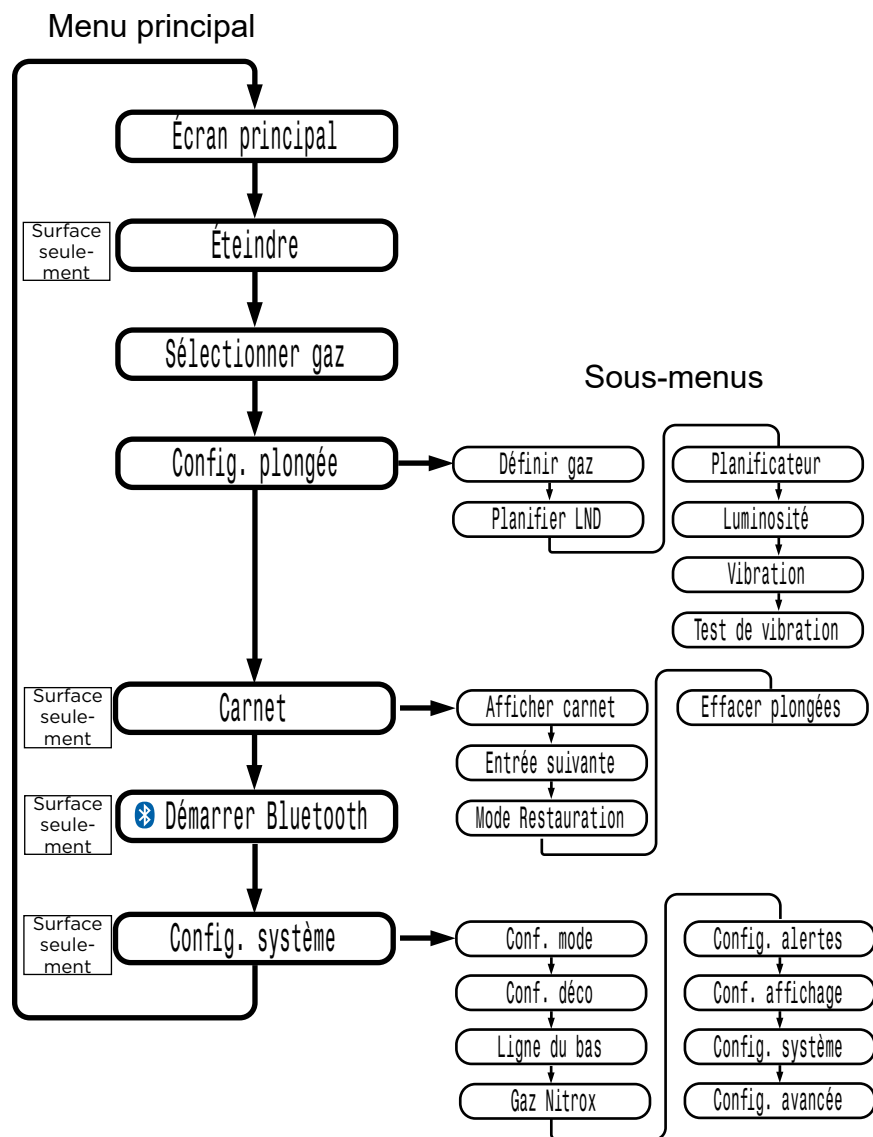 Menu principal
Écran principal
Surface
seule-
ment
Éteindre
Sélectionner gaz
Sous-menus
Config. plongée
Définir gaz
Planifier LND
Planificateur
Luminosité
Vibration
Test de vibration
Surface
seule-
ment
Carnet
Afficher carnet
Entrée suivante
Mode Restauration
Effacer plongées
Surface
seule-
ment
Démarrer Bluetooth
Surface
seule-
ment
Config. système
Conf. mode
Conf. déco
Ligne du bas
Gaz Nitrox
Config. alertes
Conf. affichage
Config. système
Config. avancée